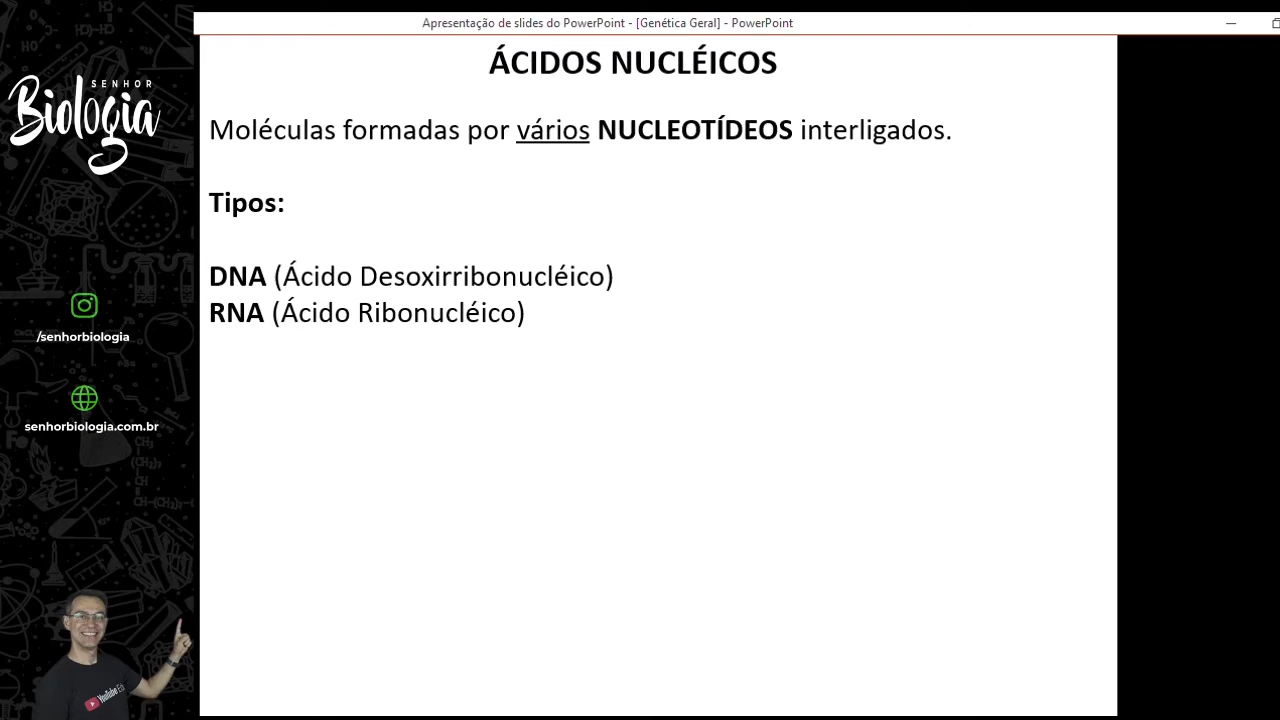 Apresentação de slides do PowerPoint - [Genética Geral] - PowerPoint
SENHOR
Biologia
/senhorbiologia
senhorbiologia.com.br
ÁCIDOS NUCLÉICOS
Moléculas formadas por vários NUCLEOTÍDEOS interligados.
Tipos:
DNA (Ácido Desoxirribonucléico)
RNA (Ácido Ribonucléico)
YouTube